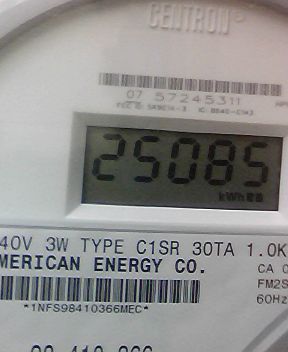 CENTRON®
07 57245311
25085
kWh
40V 3W TYPE C1SR 30TA 1.0K
MERICAN ENERGY CO.
CA 0
FM2S
60Hz
*1NFS98410366MEC*